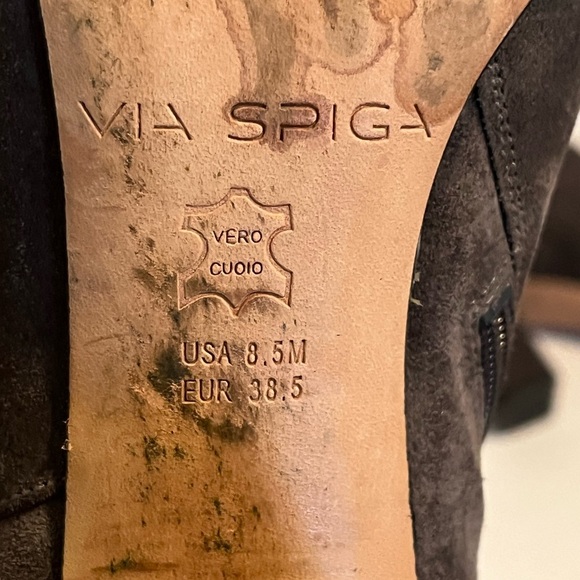 VIA SPIGA
VERO
CUOIO
USA 8.5M
EUR 38.5